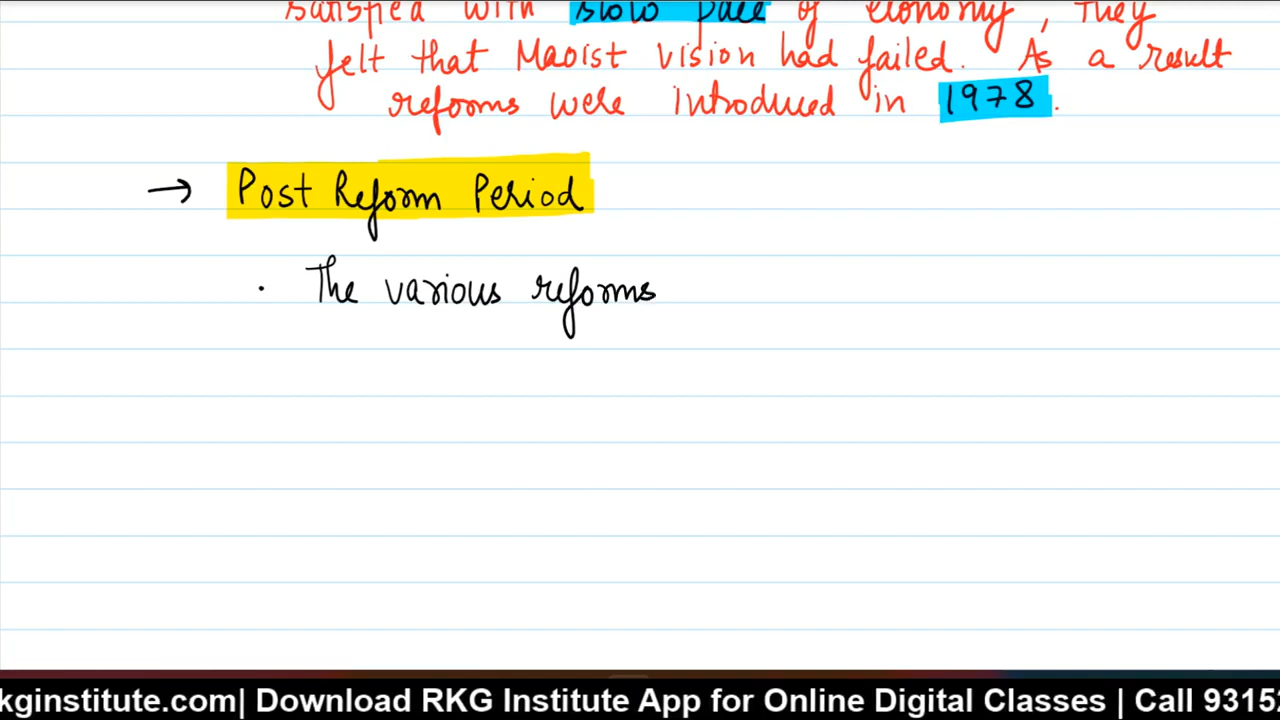 satisfied with slow pace of economy, they
felt that Maoist vision had failed. As a result
reforms were introduced in 1978.
→ Post Reform Period
· The various reforms
kginstitute.com| Download RKG Institute App for Online Digital Classes | Call 9315